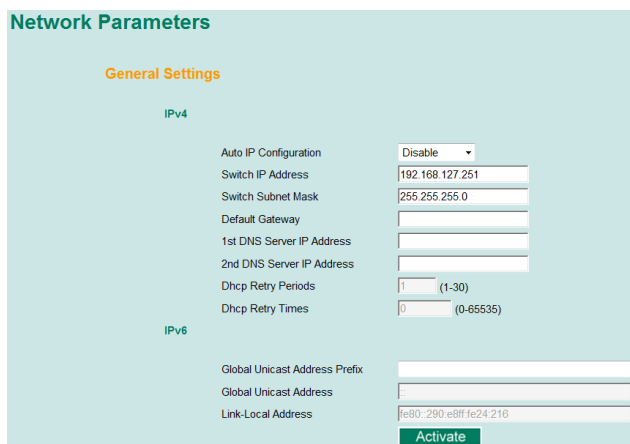 Network Parameters
General Settings
IPv4
Auto IP Configuration Disable
Switch IP Address 192.168.127.251
Switch Subnet Mask 255.255.255.0
Default Gateway
1st DNS Server IP Address
2nd DNS Server IP Address
Dhcp Retry Periods 1 (1-30)
Dhcp Retry Times 0 (0-65535)
IPv6
Global Unicast Address Prefix
Global Unicast Address ::
Link-Local Address fe80::290:e8ff:fe24:216
Activate